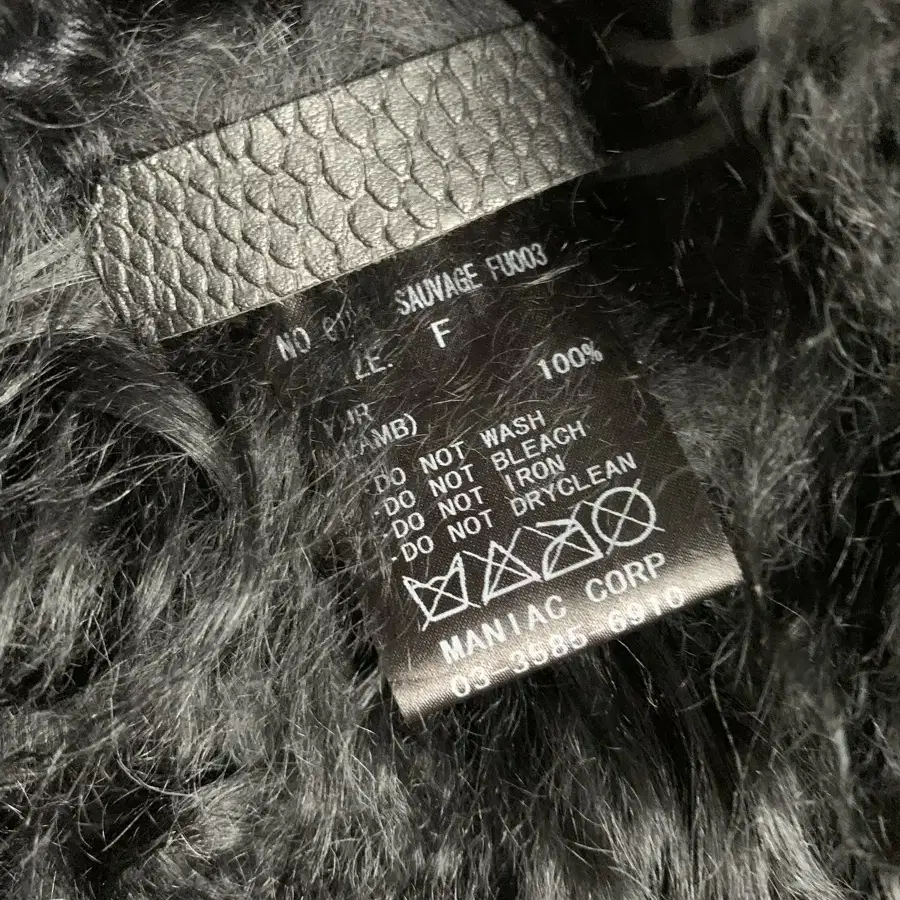 NO SAUVAGE FU003
F
100%
DO NOT WASH
-DO NOT BLEACH
-DO NOT IRON
-DO NOT DRYCLEAN
MANIAC CORP
03 3585 6910